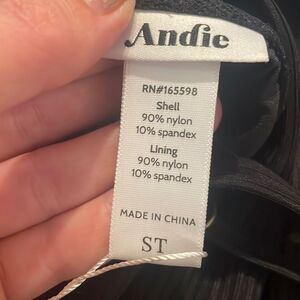 Andie
RN#165598
Shell
90% nylon
10% spandex
Lining
90% nylon
10% spandex
MADE IN CHINA
ST